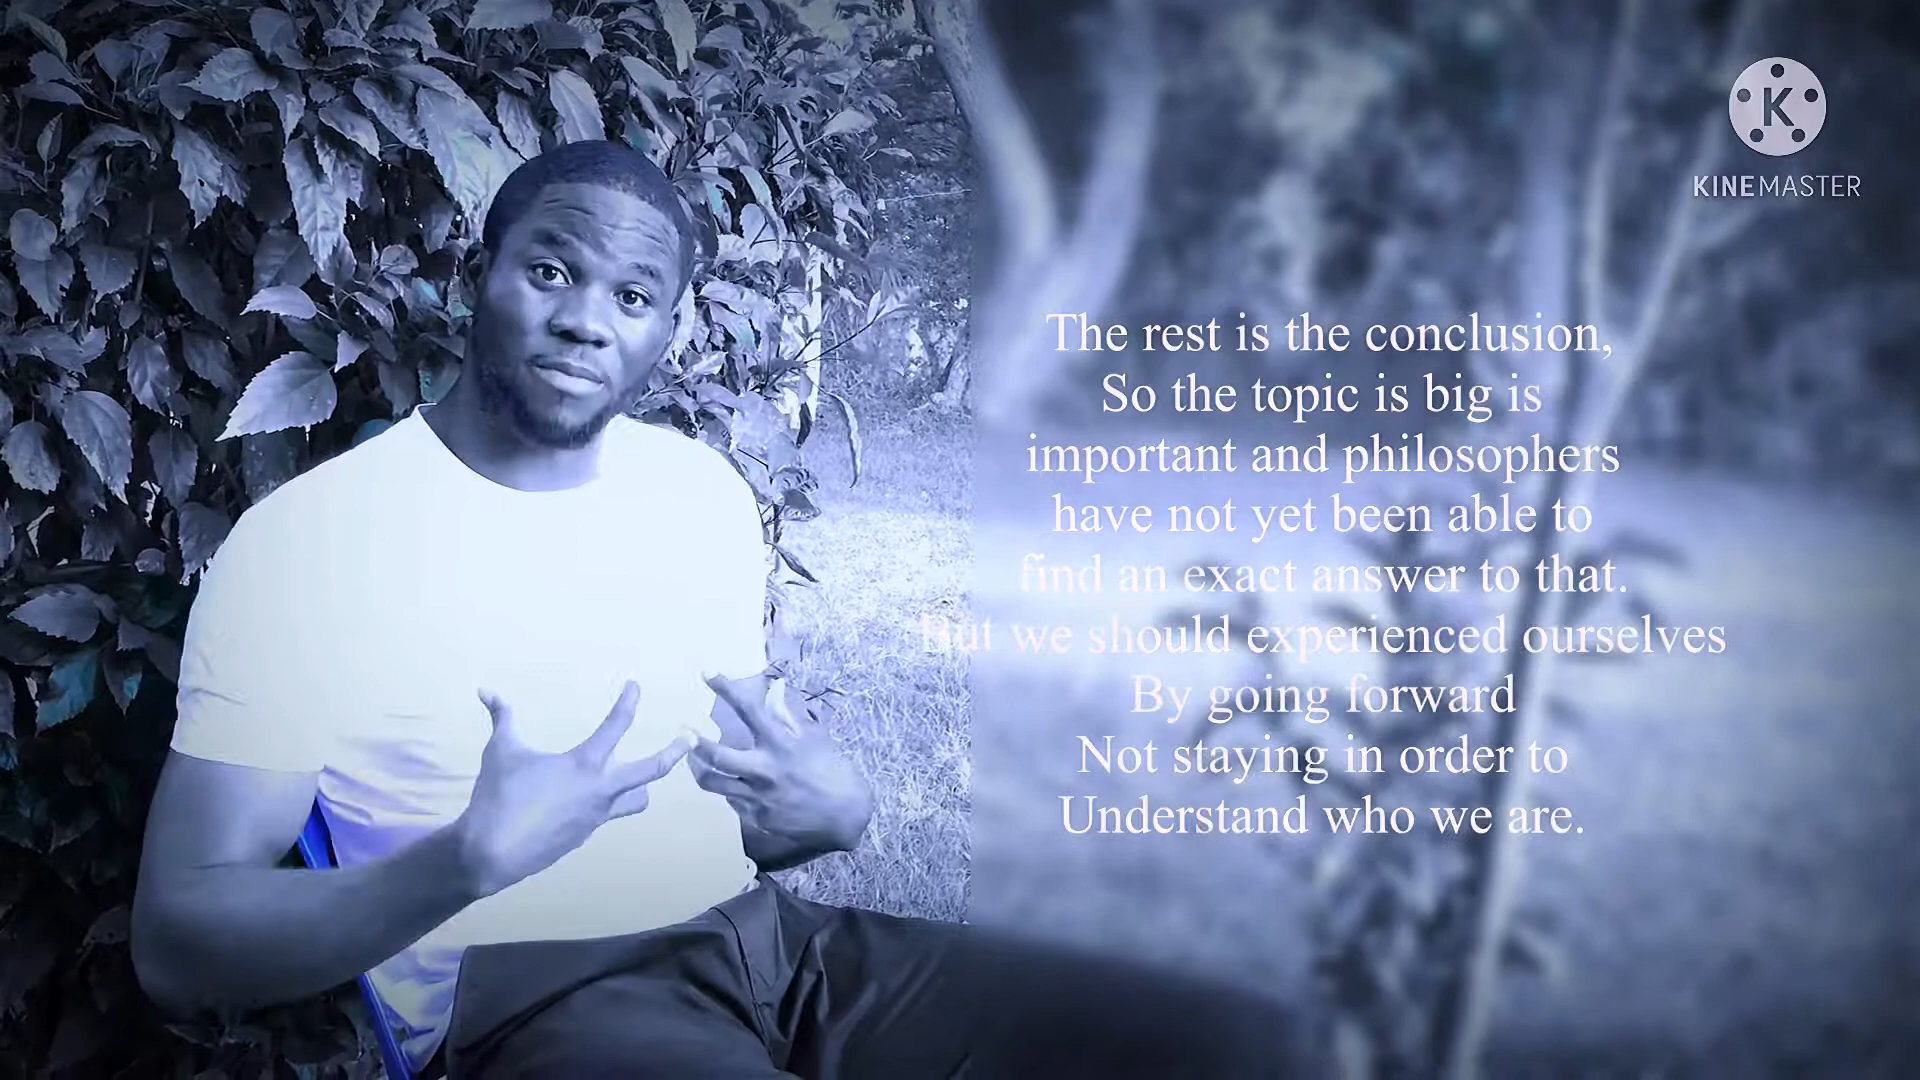 K
KINEMASTER
The rest is the conclusion,
So the topic is big is
important and philosophers
have not yet been able to
find an exact answer to that.
But we should experienced ourselves
By going forward
Not staying in order to
Understand who we are.